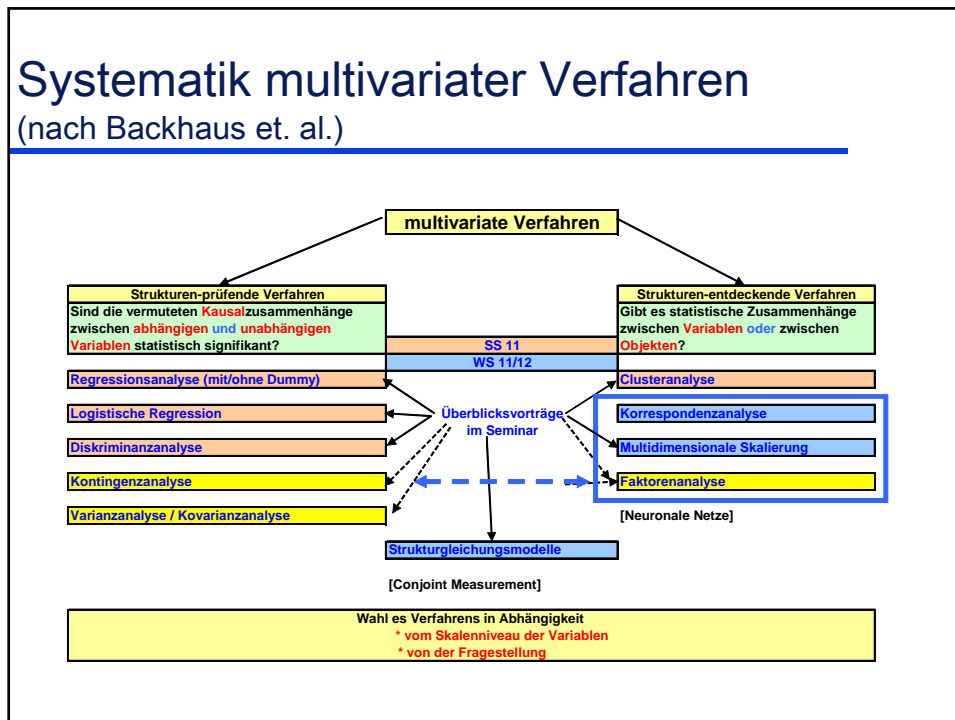 Systematik multivariater Verfahren
(nach Backhaus et. al.)
multivariate Verfahren
Strukturen-prüfende Verfahren
Sind die vermuteten Kausalzusammenhänge
zwischen abhängigen und unabhängigen
Variablen statistisch signifikant?
Strukturen-entdeckende Verfahren
Gibt es statistische Zusammenhänge
zwischen Variablen oder zwischen
Objekten?
SS 11
WS 11/12
Regressionsanalyse (mit/ohne Dummy)
Logistische Regression
Diskriminanzanalyse
Kontingenzanalyse
Varianzanalyse / Kovarianzanalyse
Überblicksvorträge
im Seminar
Clusteranalyse
Korrespondenzanalyse
Multidimensionale Skalierung
Faktorenanalyse
[Neuronale Netze]
Strukturgleichungsmodelle
[Conjoint Measurement]
Wahl es Verfahrens in Abhängigkeit
* vom Skalenniveau der Variablen
* von der Fragestellung